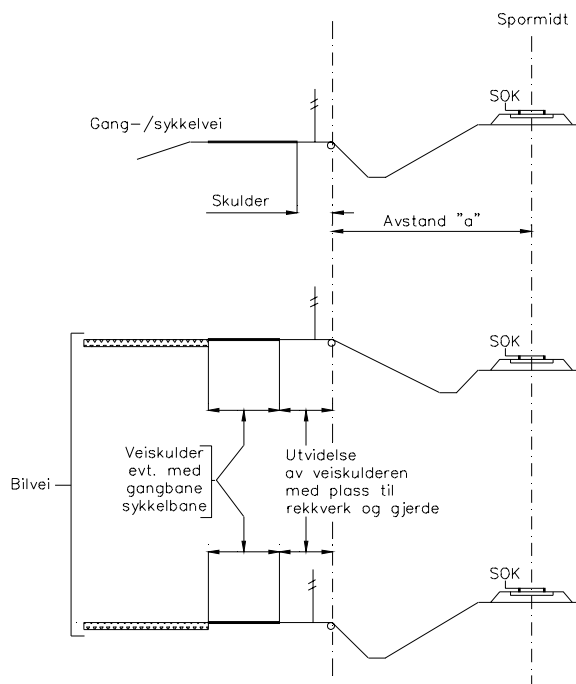 Spormidt
SOK
Gang-/sykkelvei
Skulder
Avstand "a"
SOK
Veiskulder
evt. med
gangbane
sykkelbane
Utvidelse
av veiskulderen
med plass til
rekkverk og gjerde
Bilvei
SOK